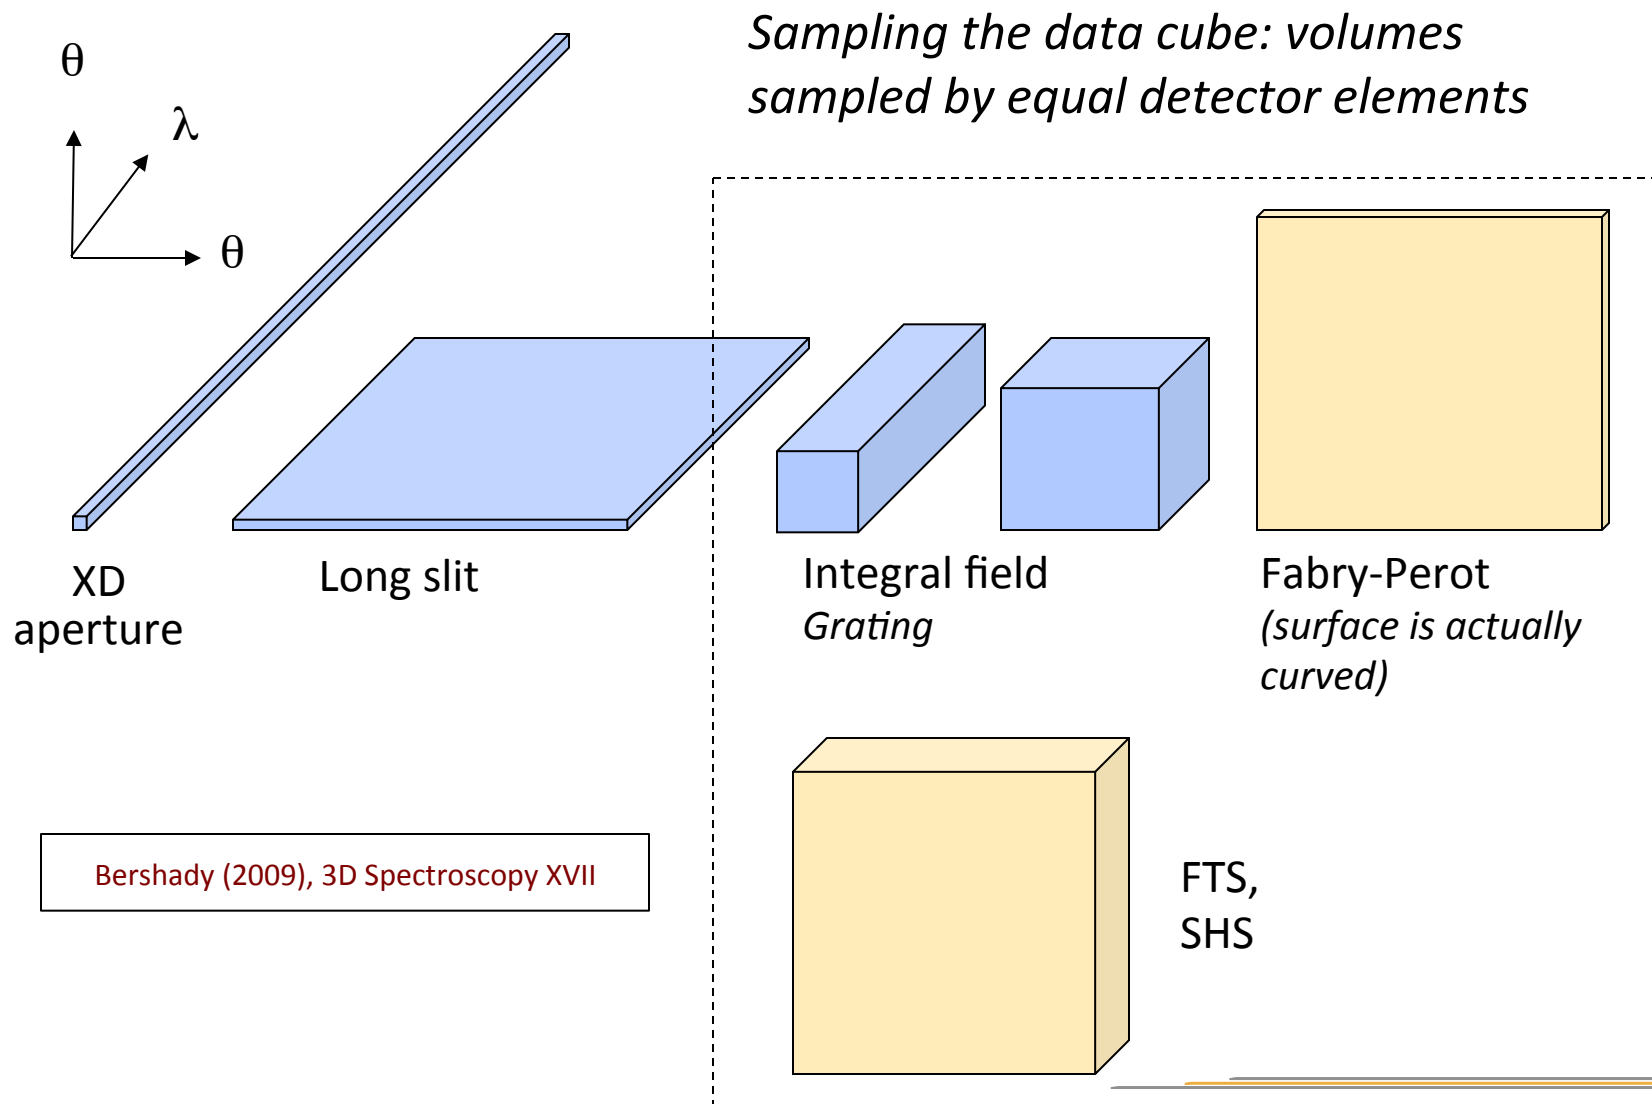 Sampling the data cube: volumes
sampled by equal detector elements
θ
λ
θ
XD
aperture
Long slit
Integral field
Grating
Fabry-Perot
(surface is actually
curved)
Bershady (2009), 3D Spectroscopy XVII
FTS,
SHS